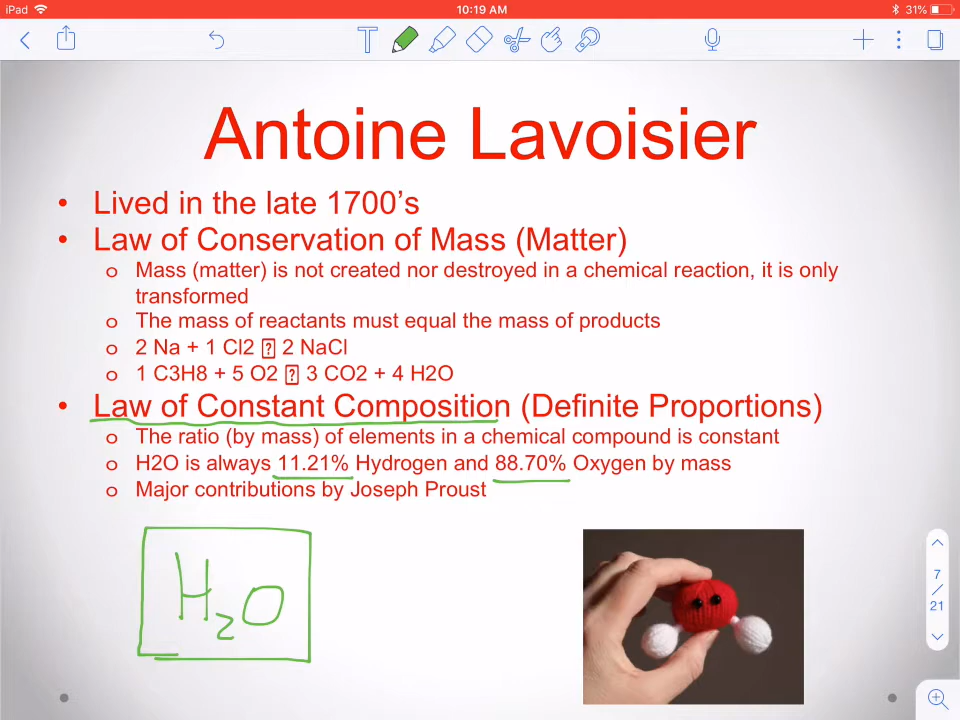 iPad 10:19 AM 31%
Antoine Lavoisier
• Lived in the late 1700's
• Law of Conservation of Mass (Matter)
o Mass (matter) is not created nor destroyed in a chemical reaction, it is only
transformed
o The mass of reactants must equal the mass of products
o 2 Na + 1 Cl2 ? 2 NaCl
o 1 C3H8 + 5 O2 ? 3 CO2 + 4 H2O
• Law of Constant Composition (Definite Proportions)
o The ratio (by mass) of elements in a chemical compound is constant
o H2O is always 11.21% Hydrogen and 88.70% Oxygen by mass
o Major contributions by Joseph Proust
H₂O
7
/
21